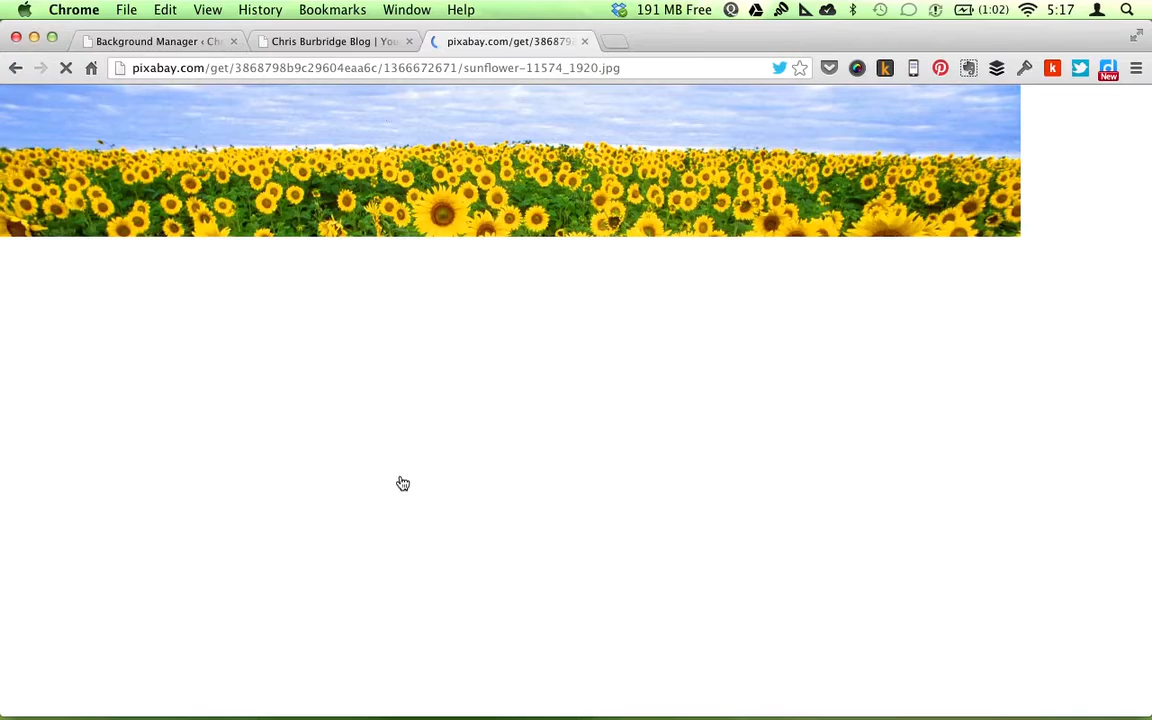 Chrome File Edit View History Bookmarks Window Help 191 MB Free (1:02) 5:17
Background Manager ‹ Ch Chris Burbridge Blog | You pixabay.com/get/386879
pixabay.com/get/3868798b9c29604eaa6c/1366672671/sunflower-11574_1920.jpg
New